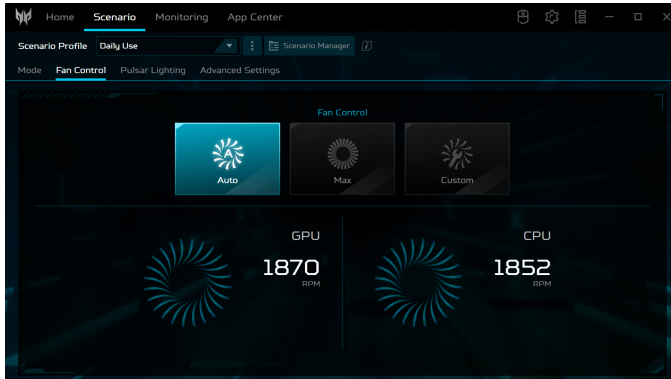 Home Scenario Monitoring App Center
Scenario Profile Daily Use Scenario Manager
Mode Fan Control Pulsar Lighting Advanced Settings
Fan Control
Auto Max Custom
GPU CPU
1870 1852
RPM RPM